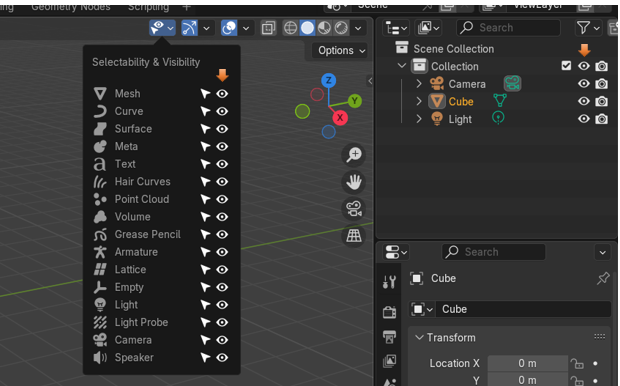 Geometry Nodes
Scripting
Scene
ViewLayer
Search
Options
Selectability & Visibility
Mesh
Curve
Surface
Meta
Text
Hair Curves
Point Cloud
Volume
Grease Pencil
Armature
Lattice
Empty
Light
Light Probe
Camera
Speaker
Z
Y
X
Scene Collection
Collection
Camera
Cube
Light
Search
Cube
Cube
Transform
Location X 0 m
Y 0 m